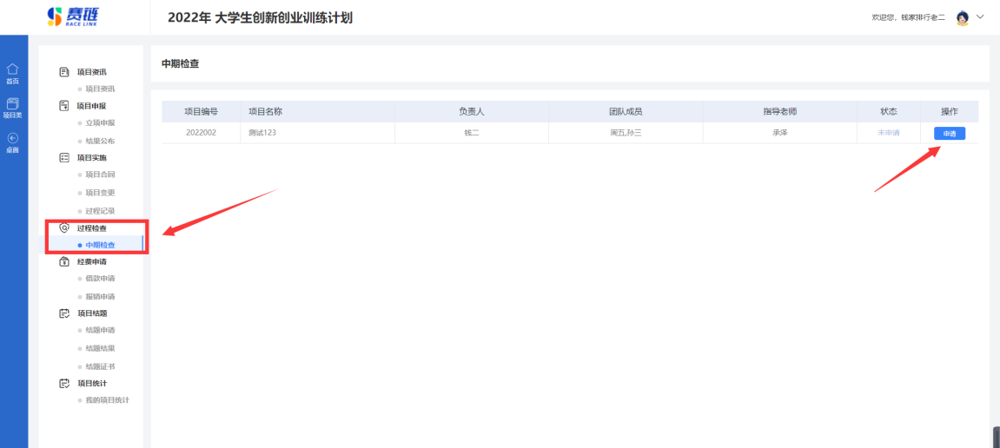 赛链
RACE LINK
2022年 大学生创新创业训练计划
欢迎您，钱家排行老二
首页
项目类
桌面
项目资讯
项目资讯
项目申报
立项申报
结果公布
项目实施
项目合同
项目变更
过程记录
过程检查
中期检查
经费申请
借款申请
报销申请
项目结题
结题申请
结题结果
结题证书
项目统计
我的项目统计
中期检查
项目编号 项目名称 负责人 团队成员 指导老师 状态 操作
2022002 测试123 钱二 周五,孙三 承泽 未申请 申请